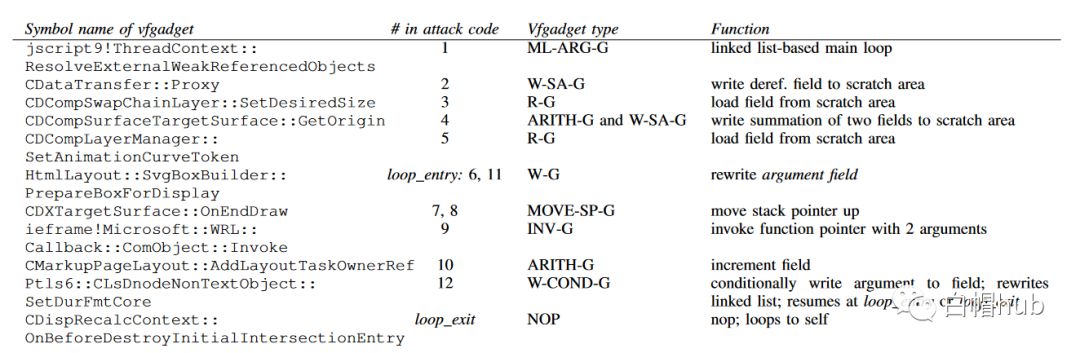 Symbol name of vfgadget # in attack code Vfgadget type Function
jscript9!ThreadContext:: 1 ML-ARG-G linked list-based main loop
ResolveExternalWeakReferencedObjects
CDataTransfer::Proxy 2 W-SA-G write deref. field to scratch area
CDCompSwapChainLayer::SetDesiredSize 3 R-G load field from scratch area
CDCompSurfaceTargetSurface::GetOrigin 4 ARITH-G and W-SA-G write summation of two fields to scratch area
CDCompLayerManager:: 5 R-G load field from scratch area
SetAnimationCurveToken
HtmlLayout::SvgBoxBuilder:: loop_entry: 6, 11 W-G rewrite argument field
PrepareBoxForDisplay
CDXTargetSurface::OnEndDraw 7, 8 MOVE-SP-G move stack pointer up
ieframe!Microsoft::WRL:: 9 INV-G invoke function pointer with 2 arguments
Callback::ComObject::Invoke
CMarkupPageLayout::AddLayoutTaskOwnerRef 10 ARITH-G increment field
Ptls6::CLsDnodeNonTextObject:: 12 W-COND-G conditionally write argument to field; rewrites
SetDurFmtCore linked list; resumes at
CDispRecalcContext:: loop_exit NOP nop; loops to self
OnBeforeDestroyInitialIntersectionEntry
白帽hub